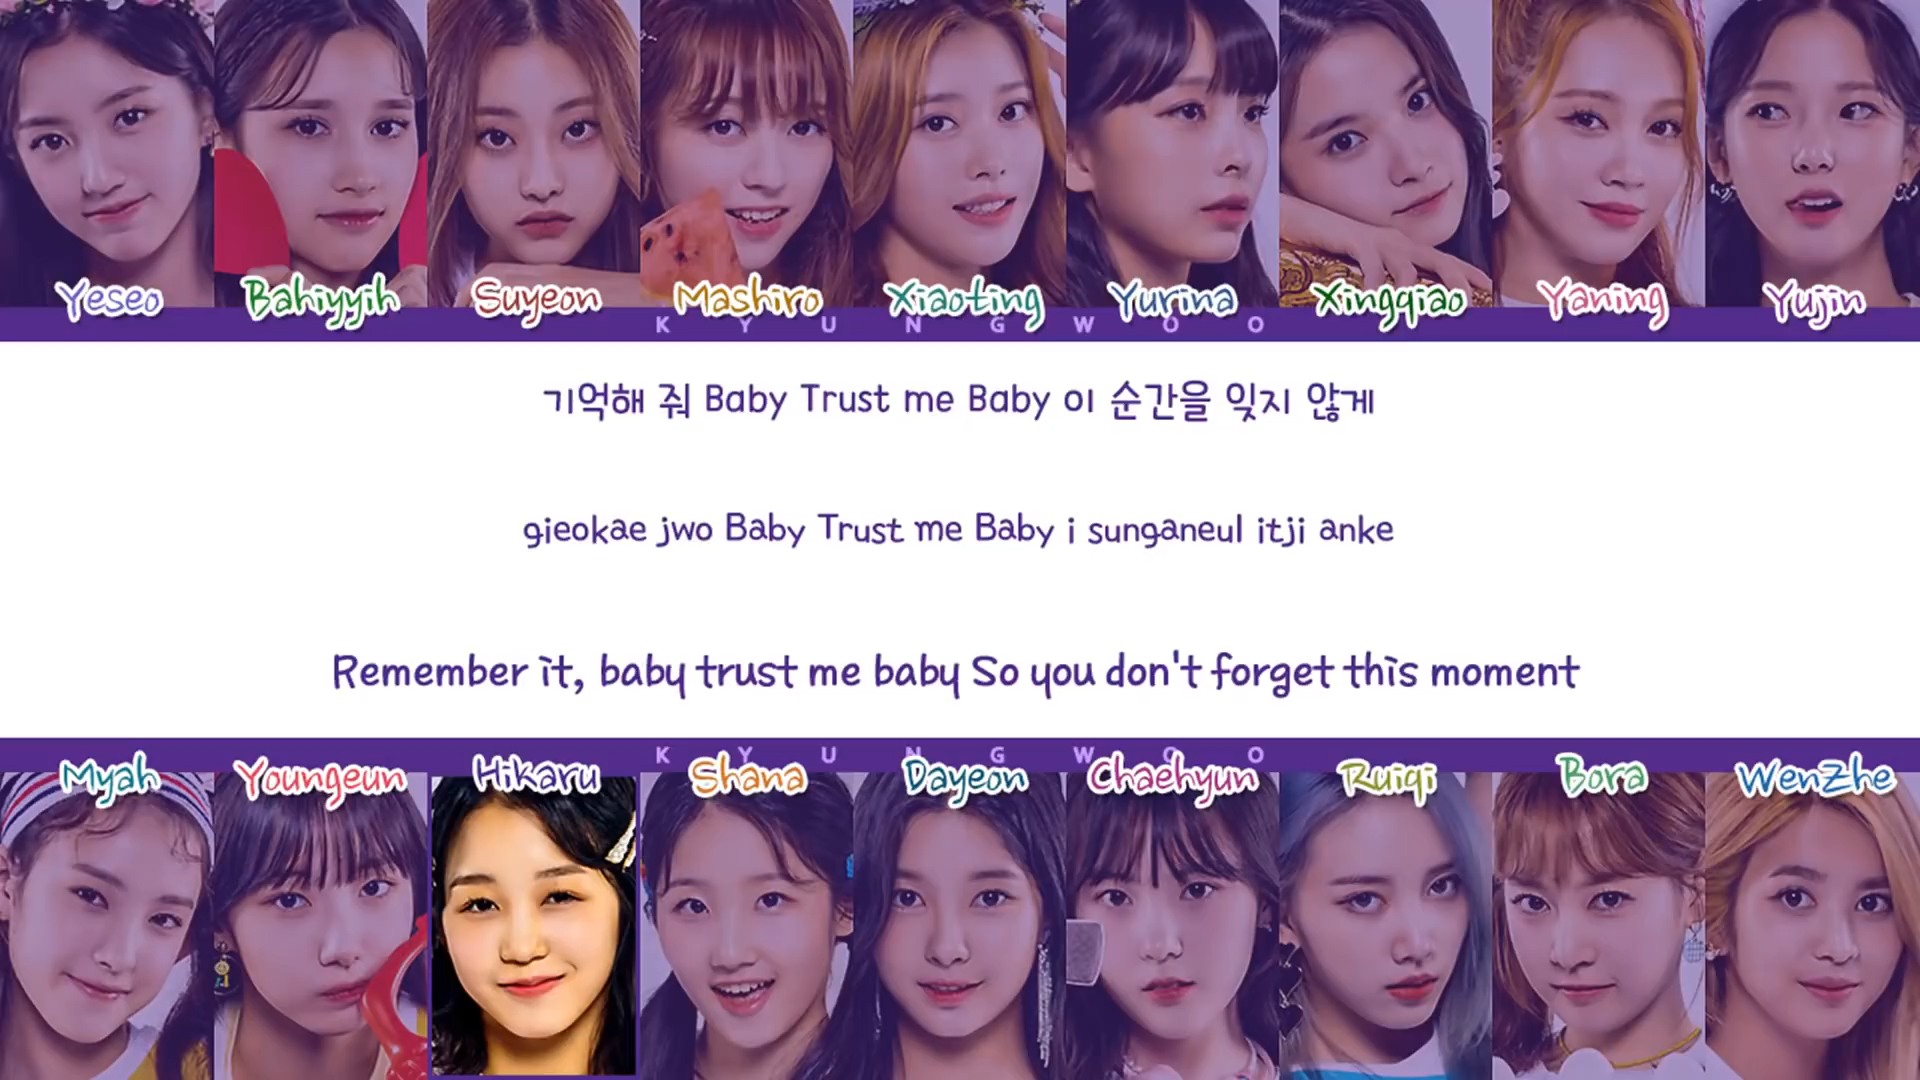 Yeseo Bahiyyih Suyeon Mashiro Xiaoting Yurina Xingqiao Yaning Yujin
KYUNGWOO
기억해 줘 Baby Trust me Baby 이 순간을 잊지 않게
gieokae jwo Baby Trust me Baby i sunganeul itji anke
Remember it, baby trust me baby So you don't forget this moment
KYUNGWOO
Myah Youngeun Hikaru Shana Dayeon Chaehyun Ruiqi Bora WenZhe